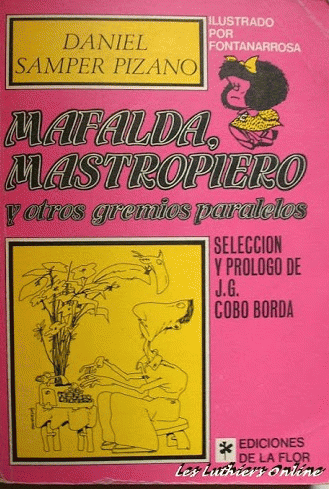 DANIEL
SAMPER PIZANO
ILUSTRADO
POR
FONTANARROSA
MAFALDA,
MASTROPIERO
y otros gremios paralelos
SELECCION
Y PROLOGO DE
J.G.
COBO BORDA
EDICIONES
DE LA FLOR
Les Luthiers Online